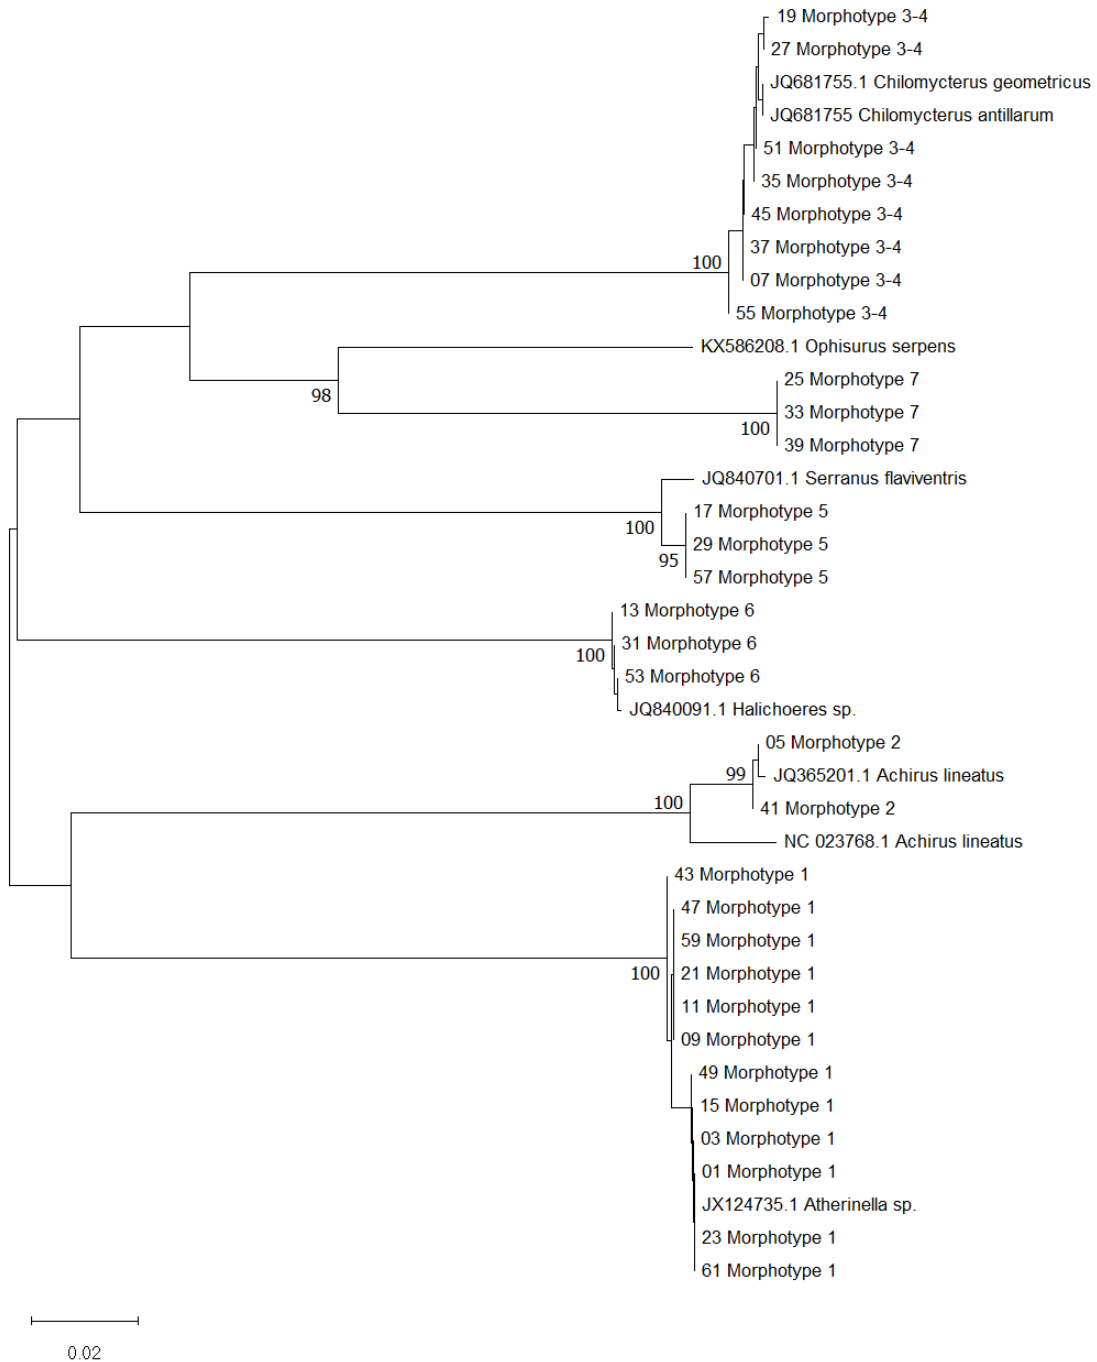 19 Morphotype 3-4
27 Morphotype 3-4
JQ681755.1 Chilomycterus geometricus
JQ681755 Chilomycterus antillarum
51 Morphotype 3-4
35 Morphotype 3-4
45 Morphotype 3-4
37 Morphotype 3-4
100
07 Morphotype 3-4
55 Morphotype 3-4
KX586208.1 Ophisurus serpens
25 Morphotype 7
98
33 Morphotype 7
100
39 Morphotype 7
JQ840701.1 Serranus flaviventris
17 Morphotype 5
100
29 Morphotype 5
95
57 Morphotype 5
13 Morphotype 6
31 Morphotype 6
100
53 Morphotype 6
JQ840091.1 Halichoeres sp.
05 Morphotype 2
99
JQ365201.1 Achirus lineatus
100
41 Morphotype 2
NC 023768.1 Achirus lineatus
43 Morphotype 1
47 Morphotype 1
59 Morphotype 1
100
21 Morphotype 1
11 Morphotype 1
09 Morphotype 1
49 Morphotype 1
15 Morphotype 1
03 Morphotype 1
01 Morphotype 1
JX124735.1 Atherinella sp.
23 Morphotype 1
61 Morphotype 1
0.02